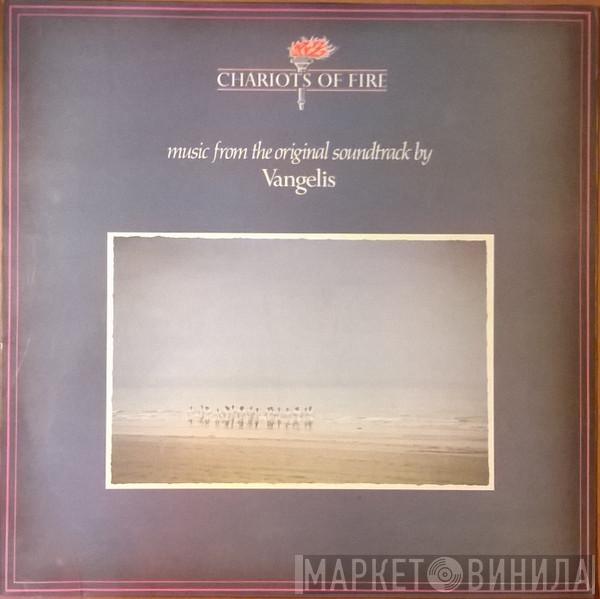 CHARIOTS OF FIRE
music from the original soundtrack by
Vangelis
МАРКЕТ ВИНИЛА